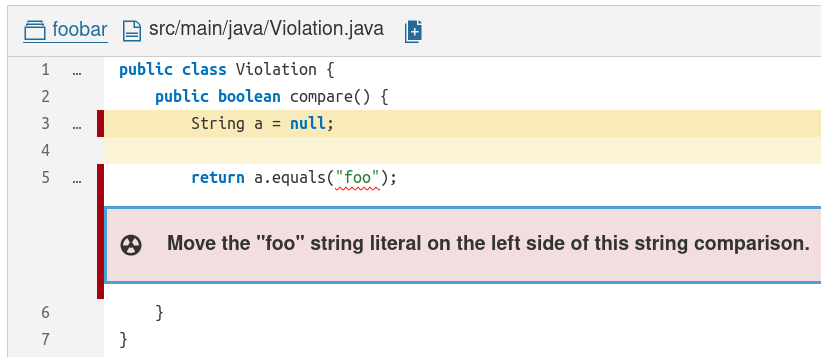 foobar src/main/java/Violation.java
1 … public class Violation {
2 public boolean compare() {
3 … String a = null;
4
5 … return a.equals("foo");
Move the "foo" string literal on the left side of this string comparison.
6 }
7 }